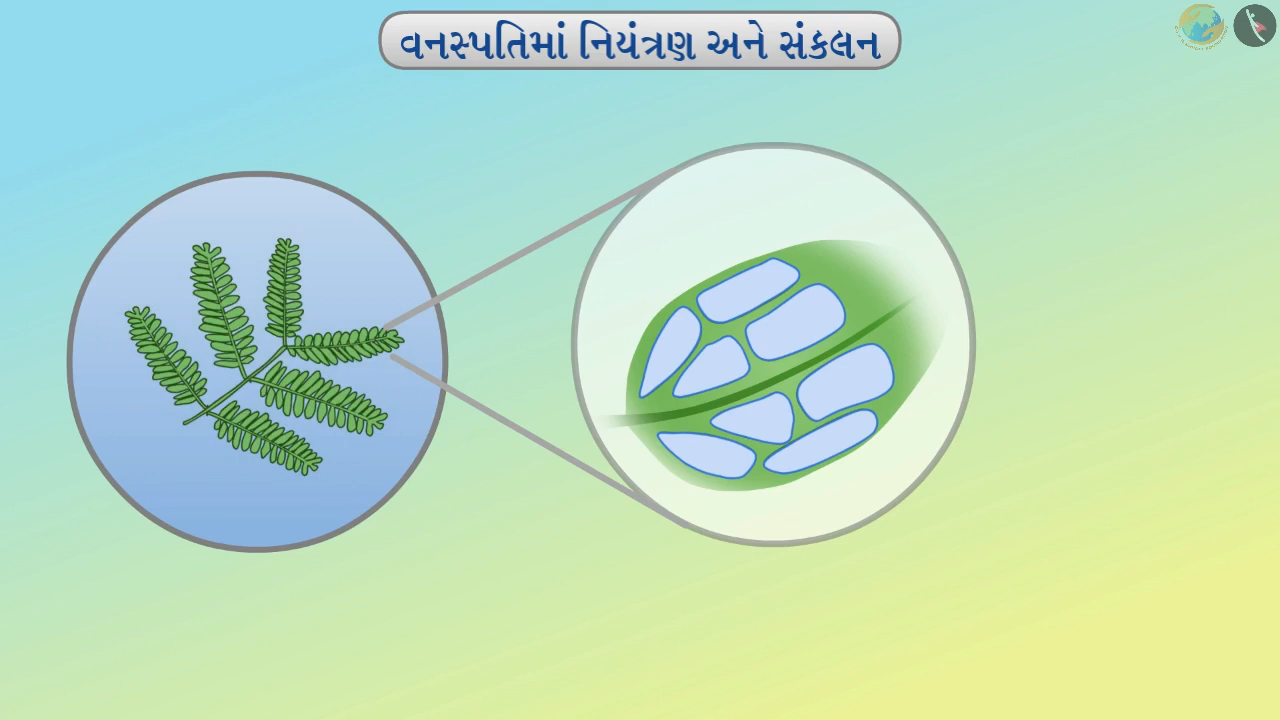 વનસ્પતિમાં નિયંત્રણ અને સંકલન